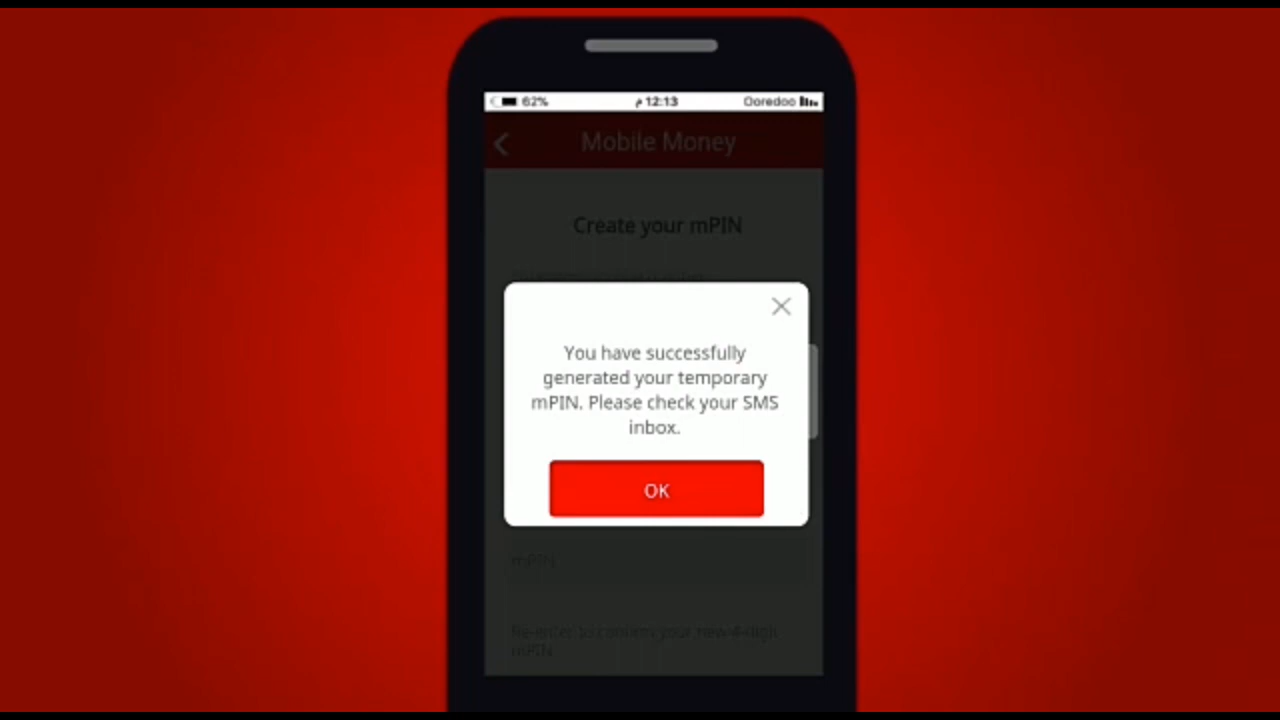 62%
م 12:13
Ooredoo
Mobile Money
Create your mPIN
You have successfully
generated your temporary
mPIN. Please check your SMS
inbox.
OK
mPIN
Re-enter to confirm your new 4-digit
mPIN